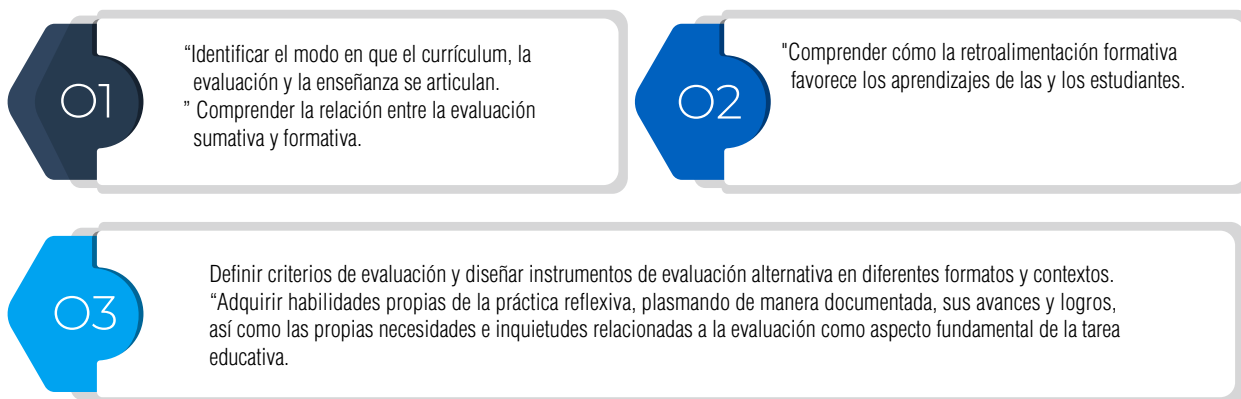 01
“Identificar el modo en que el currículum, la
evaluación y la enseñanza se articulan.
” Comprender la relación entre la evaluación
sumativa y formativa.
02
"Comprender cómo la retroalimentación formativa
favorece los aprendizajes de las y los estudiantes.
03
Definir criterios de evaluación y diseñar instrumentos de evaluación alternativa en diferentes formatos y contextos.
“Adquirir habilidades propias de la práctica reflexiva, plasmando de manera documentada, sus avances y logros,
así como las propias necesidades e inquietudes relacionadas a la evaluación como aspecto fundamental de la tarea
educativa.